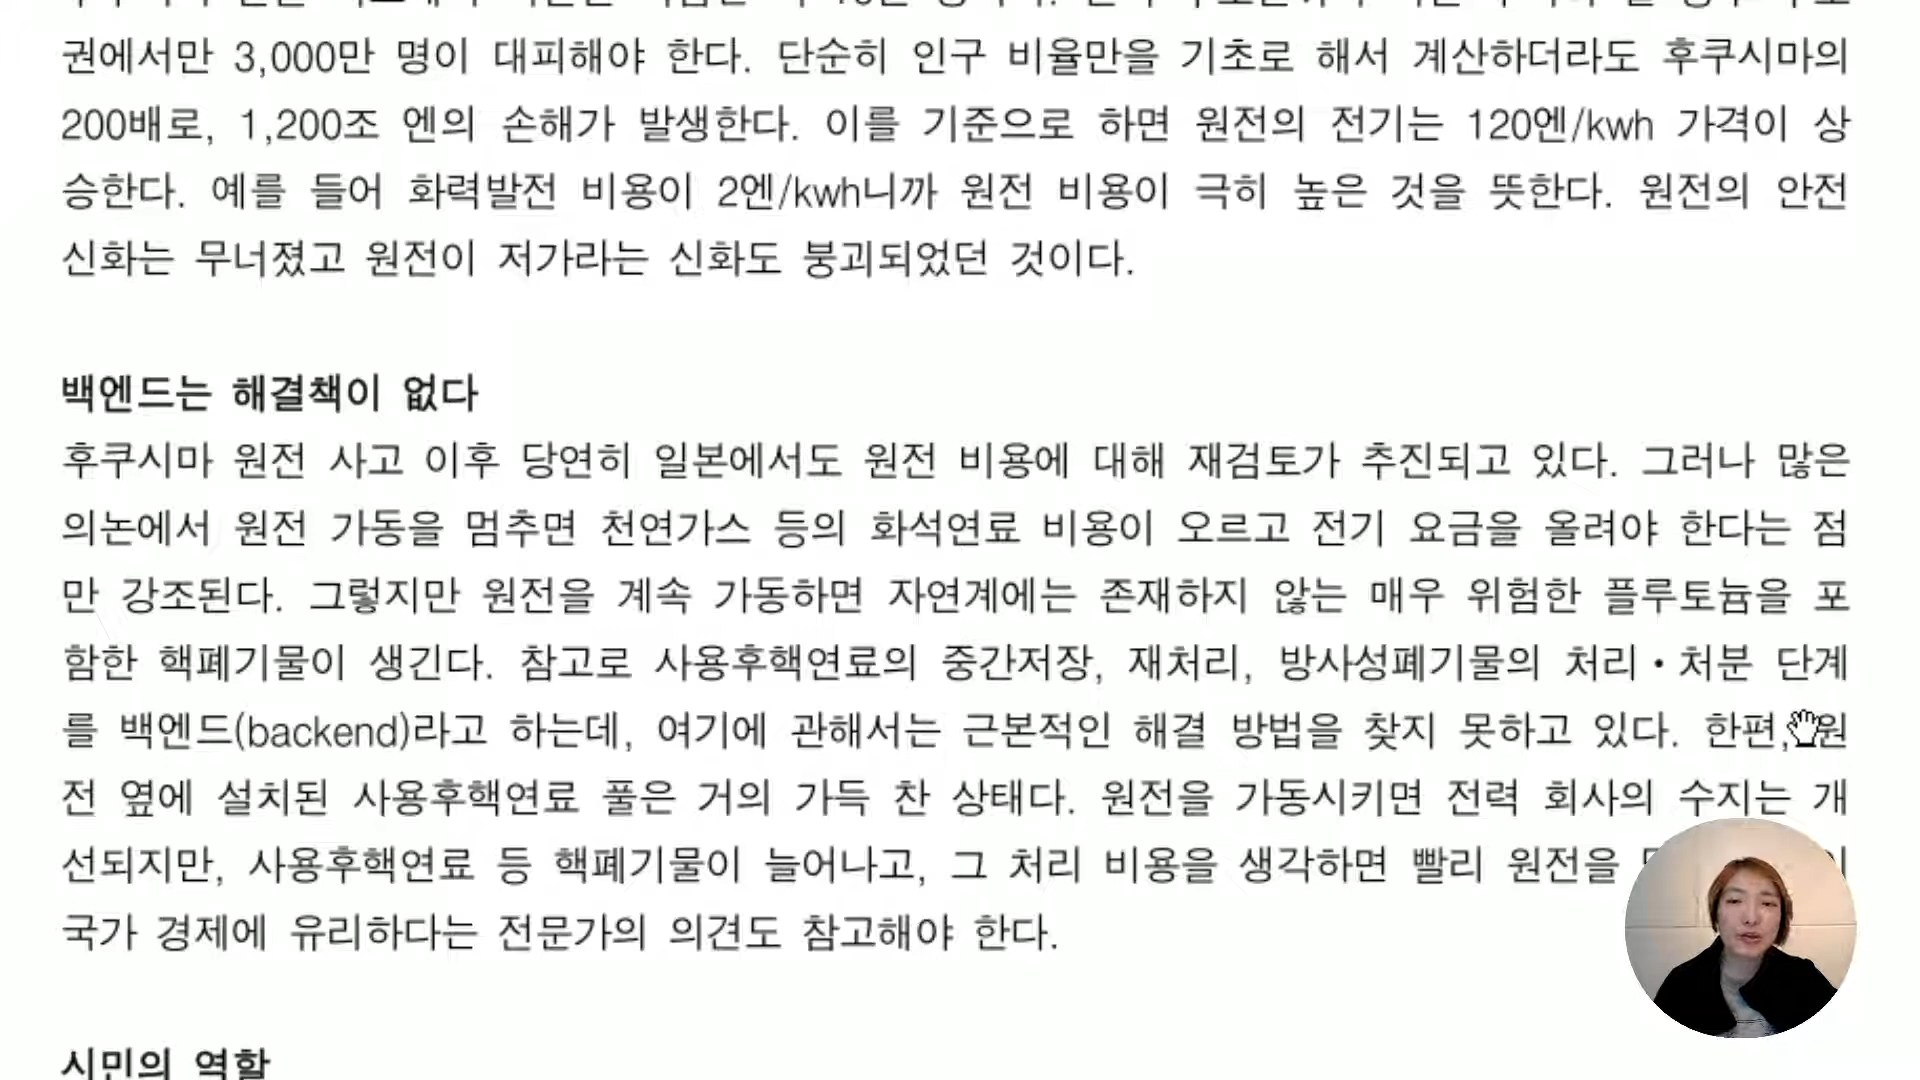 권에서만 3,000만 명이 대피해야 한다. 단순히 인구 비율만을 기초로 해서 계산하더라도 후쿠시마의
200배로, 1,200조 엔의 손해가 발생한다. 이를 기준으로 하면 원전의 전기는 120엔/kwh 가격이 상
승한다. 예를 들어 화력발전 비용이 2엔/kwh니까 원전 비용이 극히 높은 것을 뜻한다. 원전의 안전
신화는 무너졌고 원전이 저가라는 신화도 붕괴되었던 것이다.
백엔드는 해결책이 없다
후쿠시마 원전 사고 이후 당연히 일본에서도 원전 비용에 대해 재검토가 추진되고 있다. 그러나 많은
의논에서 원전 가동을 멈추면 천연가스 등의 화석연료 비용이 오르고 전기 요금을 올려야 한다는 점
만 강조된다. 그렇지만 원전을 계속 가동하면 자연계에는 존재하지 않는 매우 위험한 플루토늄을 포
함한 핵폐기물이 생긴다. 참고로 사용후핵연료의 중간저장, 재처리, 방사성폐기물의 처리·처분 단계
를 백엔드(backend)라고 하는데, 여기에 관해서는 근본적인 해결 방법을 찾지 못하고 있다. 한편, 원
전 옆에 설치된 사용후핵연료 풀은 거의 가득 찬 상태다. 원전을 가동시키면 전력 회사의 수지는 개
선되지만, 사용후핵연료 등 핵폐기물이 늘어나고, 그 처리 비용을 생각하면 빨리 원전을
국가 경제에 유리하다는 전문가의 의견도 참고해야 한다.
시민의 역할